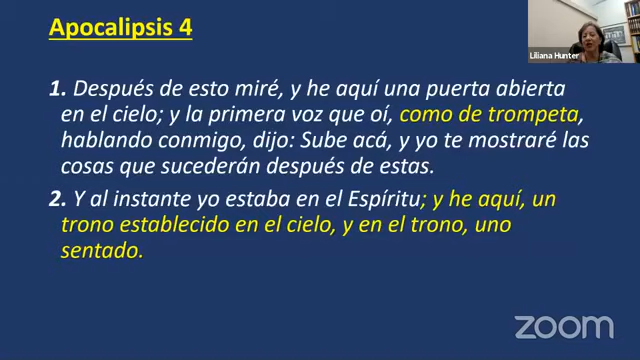 Apocalipsis 4
Liliana Hunter
1. Después de esto miré, y he aquí una puerta abierta
en el cielo; y la primera voz que oí, como de trompeta,
hablando conmigo, dijo: Sube acá, y yo te mostraré las
cosas que sucederán después de estas.
2. Y al instante yo estaba en el Espíritu; y he aquí, un
trono establecido en el cielo, y en el trono, uno
sentado.
zoom